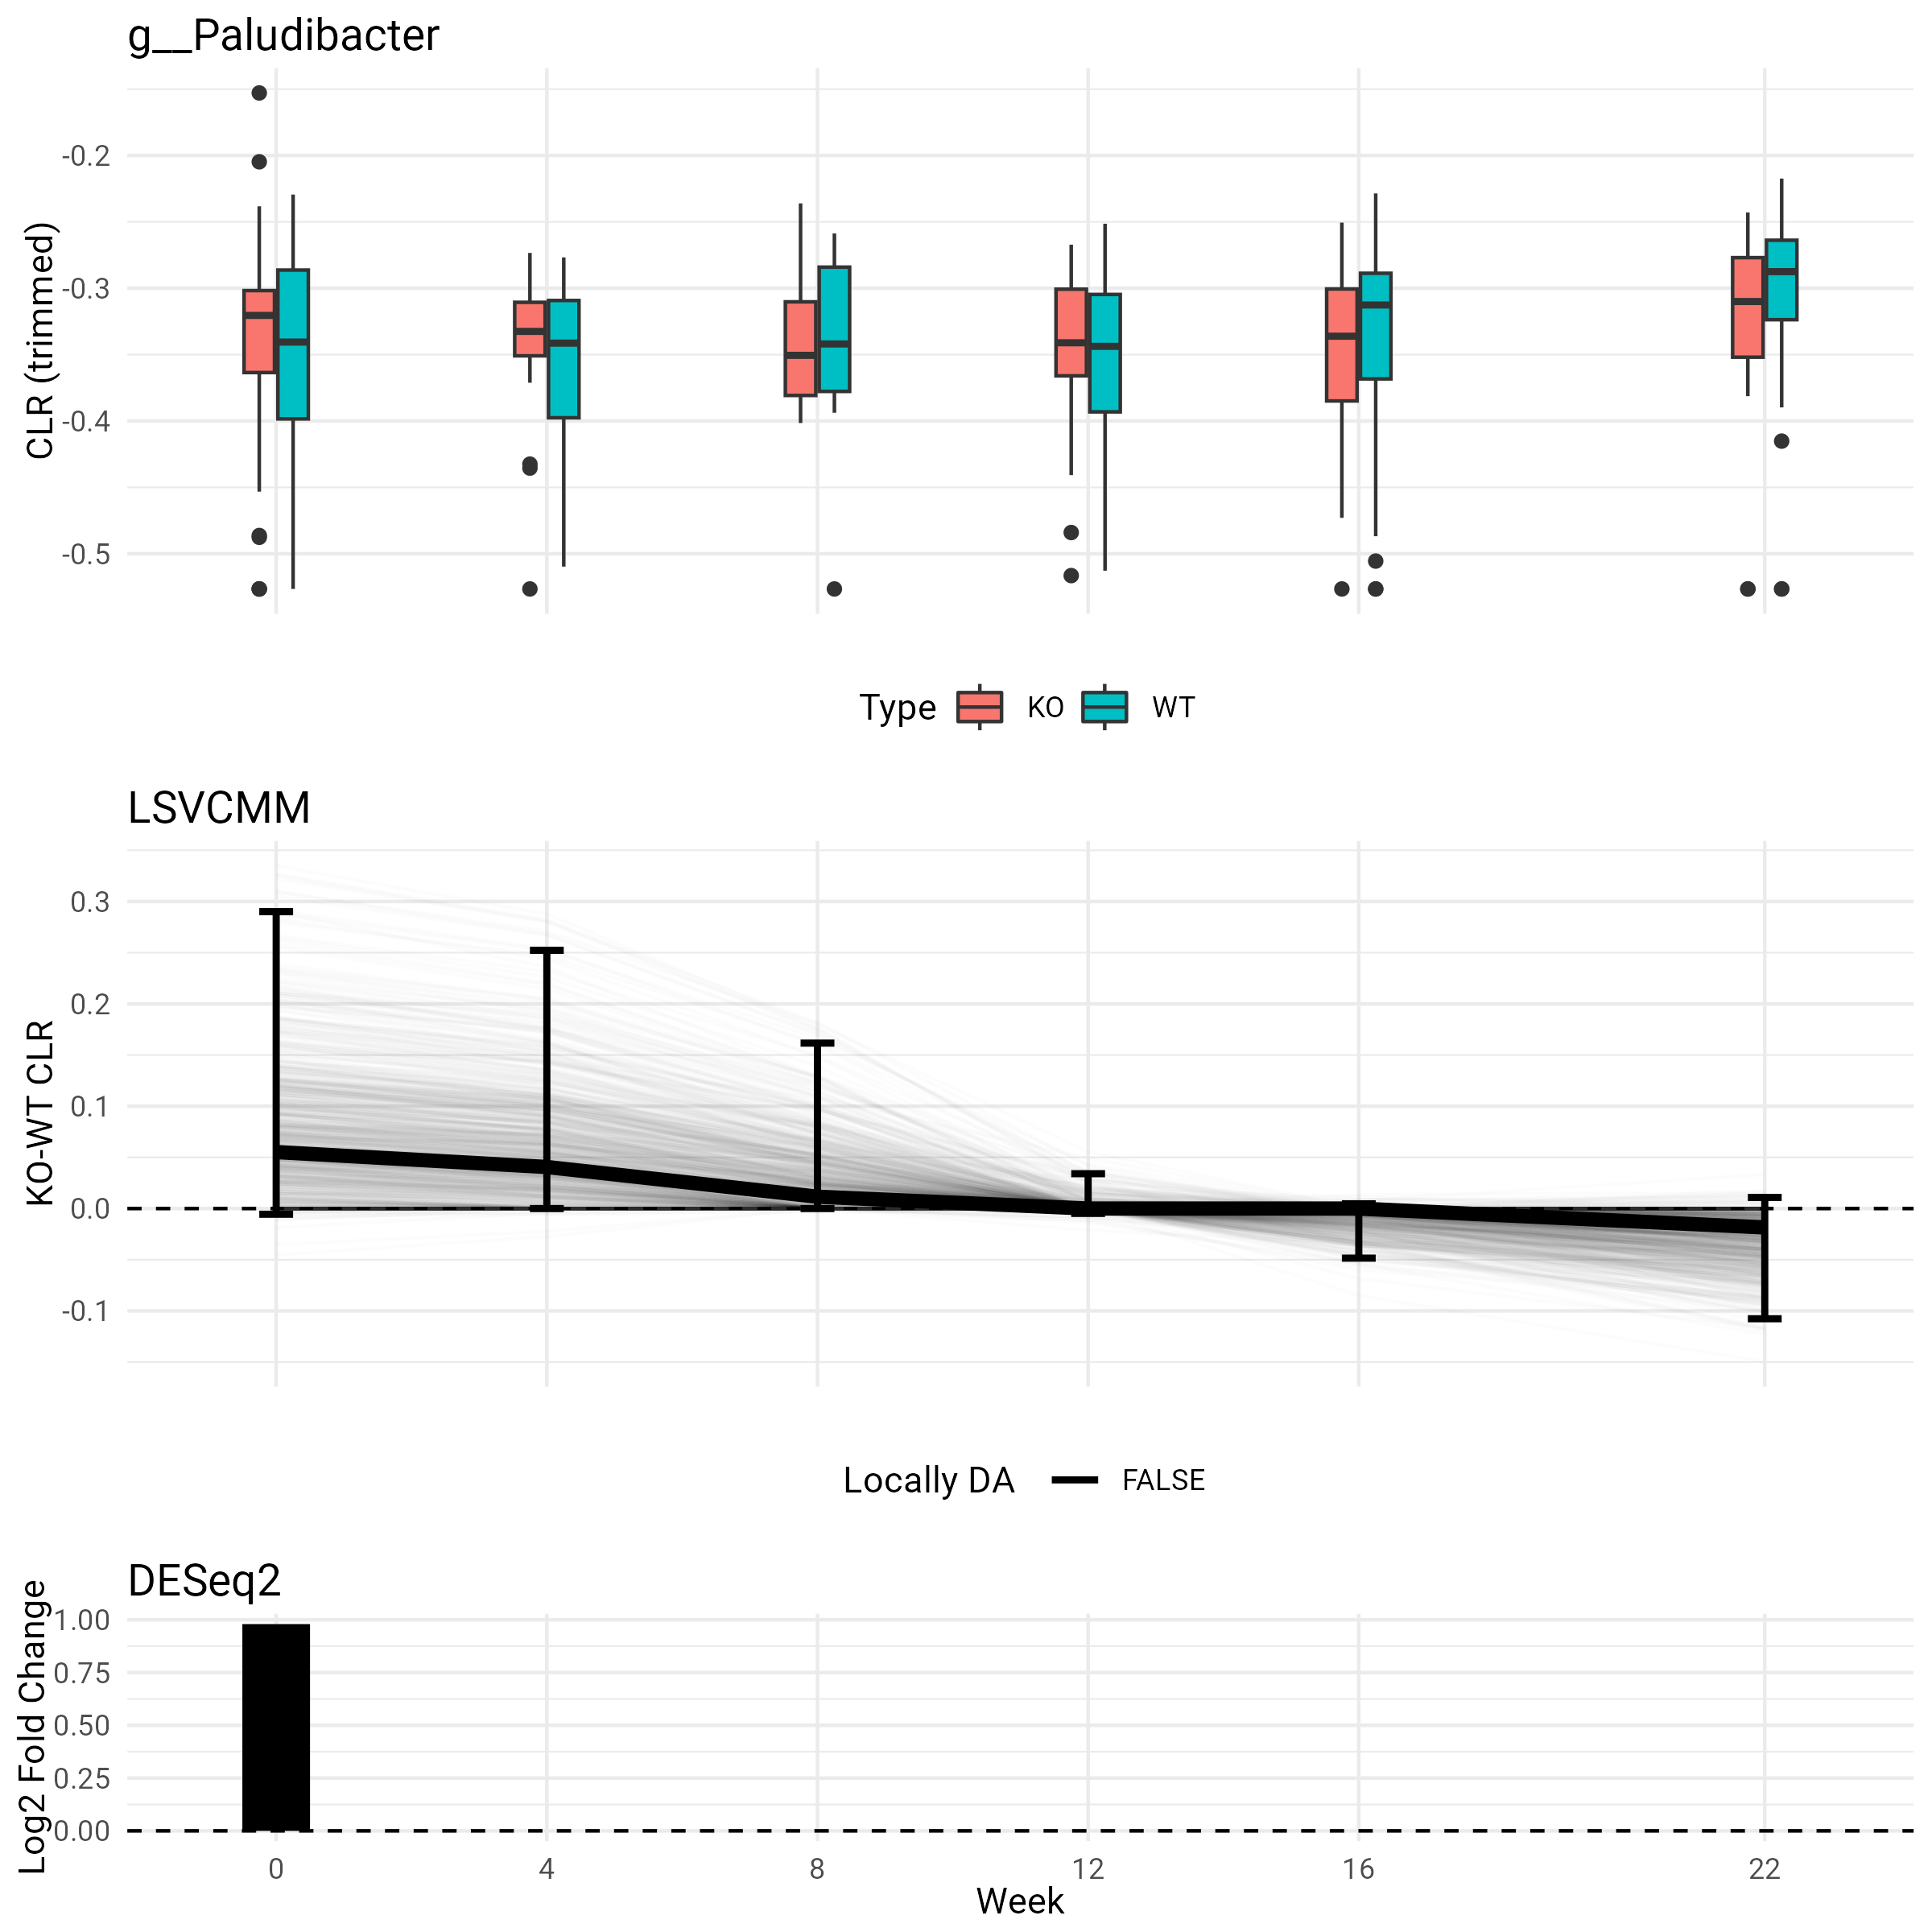 g__Paludibacter
CLR (trimmed)
-0.2
-0.3
-0.4
-0.5
Type KO WT
LSVCMM
KO-WT CLR
0.3
0.2
0.1
0.0
-0.1
Locally DA FALSE
DESeq2
Log2 Fold Change
1.00
0.75
0.50
0.25
0.00
0 4 8 12 16 22
Week